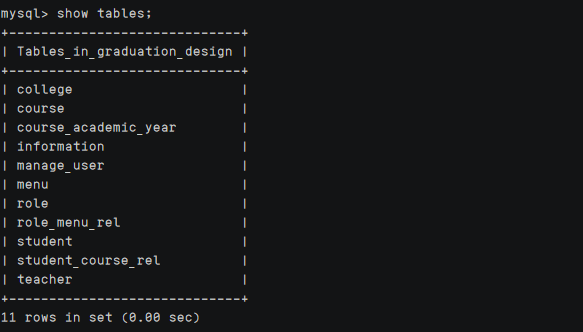 mysql> show tables;
+-----------------------------+
| Tables_in_graduation_design |
+-----------------------------+
| college                     |
| course                      |
| course_academic_year        |
| information                 |
| manage_user                 |
| menu                        |
| role                        |
| role_menu_rel               |
| student                     |
| student_course_rel          |
| teacher                     |
+-----------------------------+
11 rows in set (0.00 sec)